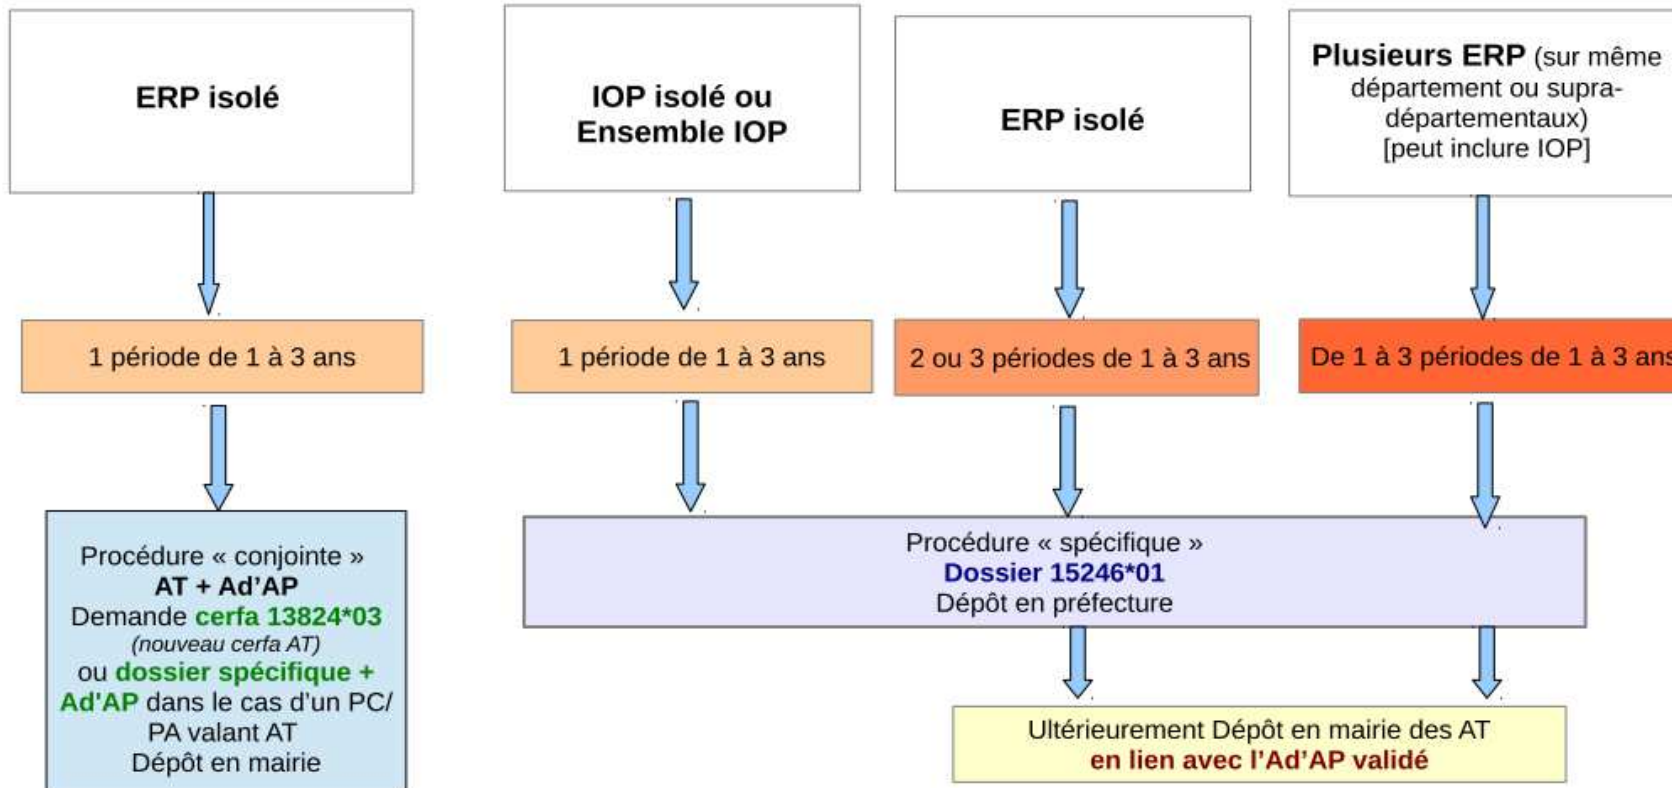 ERP isolé
IOP isolé ou
Ensemble IOP
ERP isolé
Plusieurs ERP (sur même
département ou supra-
départementaux)
[peut inclure IOP]
1 période de 1 à 3 ans
1 période de 1 à 3 ans
2 ou 3 périodes de 1 à 3 ans
De 1 à 3 périodes de 1 à 3 ans
Procédure « conjointe »
AT + Ad’AP
Demande cerfa 13824*03
(nouveau cerfa AT)
ou dossier spécifique +
Ad'AP dans le cas d’un PC/
PA valant AT
Dépôt en mairie
Procédure « spécifique »
Dossier 15246*01
Dépôt en préfecture
Ultérieurement Dépôt en mairie des AT
en lien avec l’Ad’AP validé